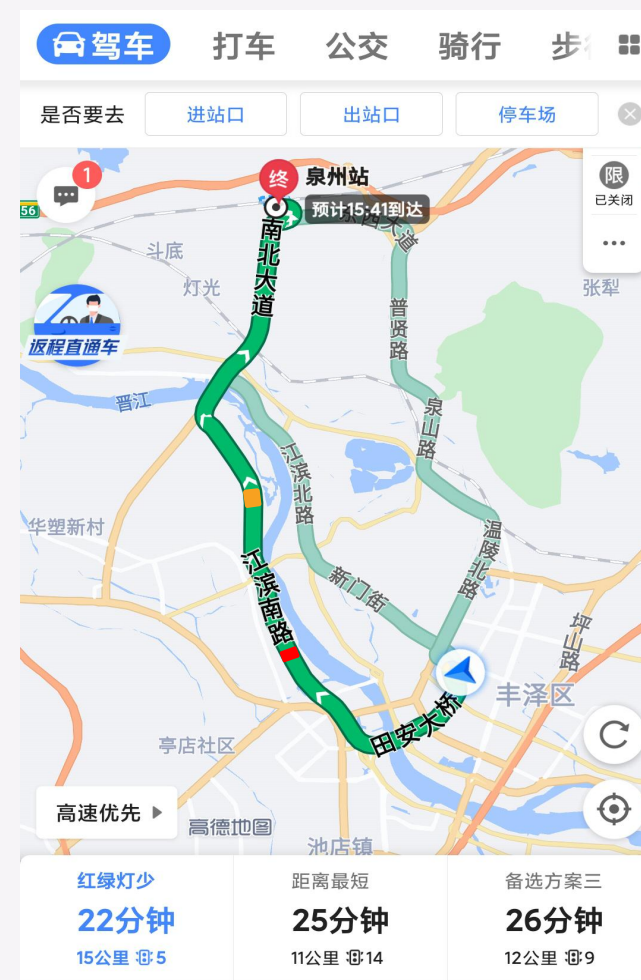 驾车 打车 公交 骑行
是否要去 进站口 出站口 停车场
1
终 泉州站
限
已关闭
56
预计15:41到达
南北大道
斗底
灯光
张犁
普贤路
返程直通车
晋江
泉山路
江滨北路
华塑新村
温陵北路
江滨南路
新门街
坪山路
丰泽区
田安大桥
亭店社区
高速优先
高德地图
池店镇
红绿灯少 距离最短 备选方案三
22分钟 25分钟 26分钟
15公里 5 11公里 14 12公里 9